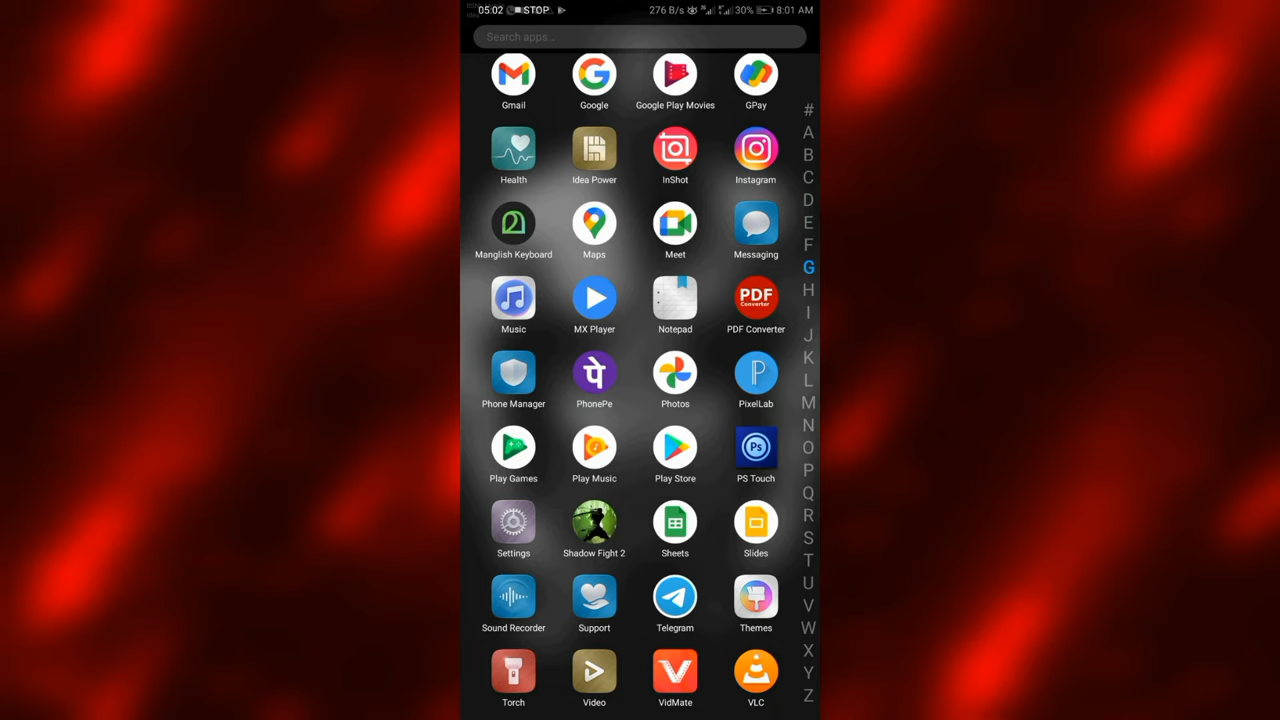 05:02 STOP 276 B/s 30% 8:01 AM
Search apps...
Gmail Google Google Play Movies GPay
Health Idea Power InShot Instagram
Manglish Keyboard Maps Meet Messaging
PDF Converter
Music MX Player Notepad PDF Converter
Phone Manager PhonePe Photos PixelLab
Ps
Play Games Play Music Play Store PS Touch
Settings Shadow Fight 2 Sheets Slides
Sound Recorder Support Telegram Themes
Torch Video VidMate VLC
#
A
B
C
D
E
F
G
H
I
J
K
L
M
N
O
P
Q
R
S
T
U
V
W
X
Y
Z